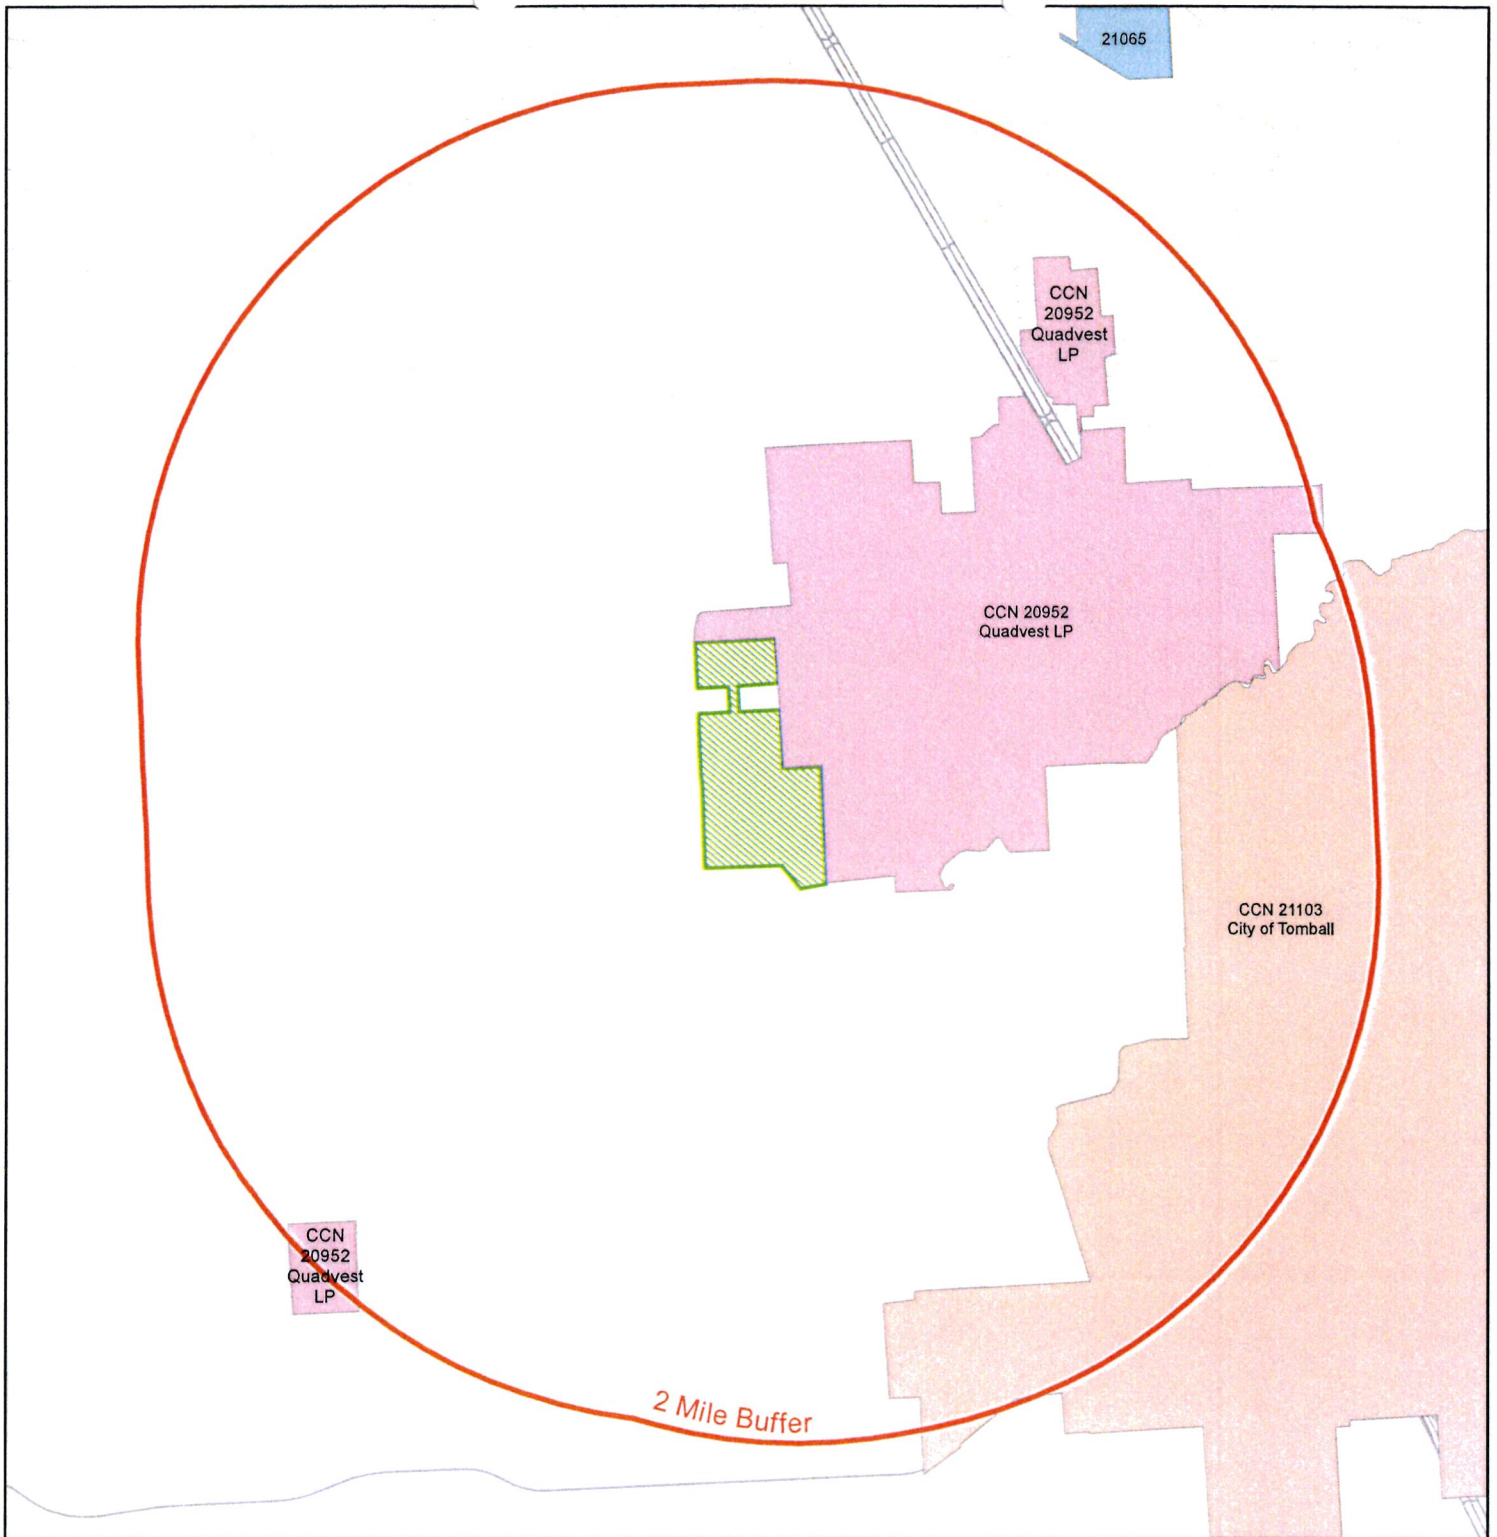 21065
CCN
20952
Quadvest
LP
CCN 20952
Quadvest LP
CCN 21103
City of Tomball
CCN
20952
Quadvest
LP
2 Mile Buffer